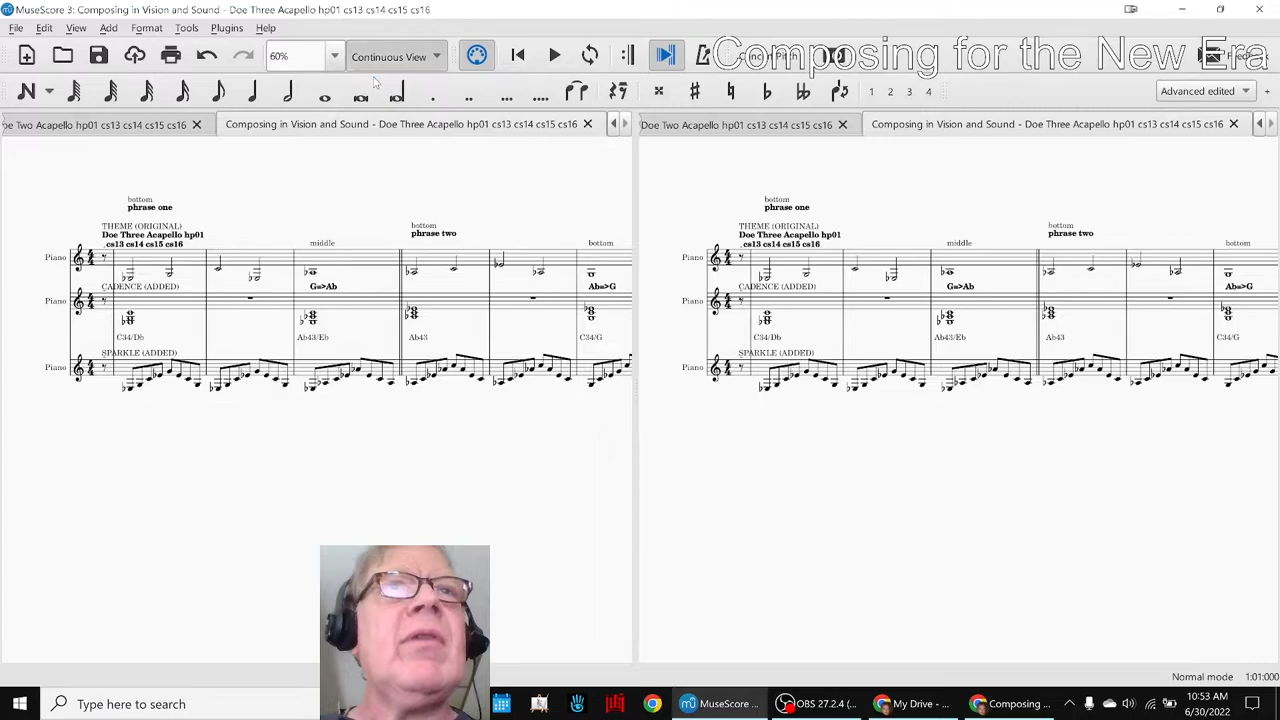 MuseScore 3: Composing in Vision and Sound - Doe Three Acapello hp01 cs13 cs14 cs15 cs16
File Edit View Add Format Tools Plugins Help
60% Continuous View
Composing for the New Era
1 2 3 4 Advanced edited +
Doe Two Acapello hp01 cs13 cs14 cs15 cs16 Composing in Vision and Sound - Doe Three Acapello hp01 cs13 cs14 cs15 cs16
Doe Two Acapello hp01 cs13 cs14 cs15 cs16 Composing in Vision and Sound - Doe Three Acapello hp01 cs13 cs14 cs15 cs16
bottom
phrase one
THEME (ORIGINAL)
Doe Three Acapello hp01
cs13 cs14 cs15 cs16
middle
bottom
phrase two
bottom
Piano
CADENCE (ADDED)
G=>Ab
Ab=>G
Piano
C34/Db
Ab43/Eb
Ab43
C34/G
SPARKLE (ADDED)
Piano
bottom
phrase one
THEME (ORIGINAL)
Doe Three Acapello hp01
cs13 cs14 cs15 cs16
middle
bottom
phrase two
bottom
Piano
CADENCE (ADDED)
G=>Ab
Ab=>G
Piano
C34/Db
Ab43/Eb
Ab43
C34/G
SPARKLE (ADDED)
Piano
Normal mode 1:01:000
Type here to search
MuseScore ...
OBS 27.2.4 (...
My Drive - ...
Composing ...
10:53 AM
6/30/2022